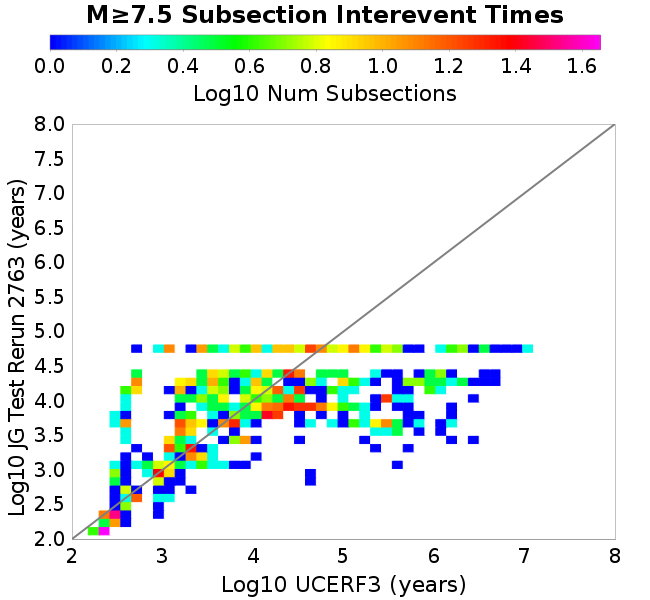 M≥7.5 Subsection Interevent Times
0.0 0.2 0.4 0.6 0.8 1.0 1.2 1.4 1.6
Log10 Num Subsections
8.0
7.5
7.0
6.5
6.0
5.5
5.0
4.5
4.0
3.5
3.0
2.5
2.0
Log10 JG Test Rerun 2763 (years)
2 3 4 5 6 7 8
Log10 UCERF3 (years)